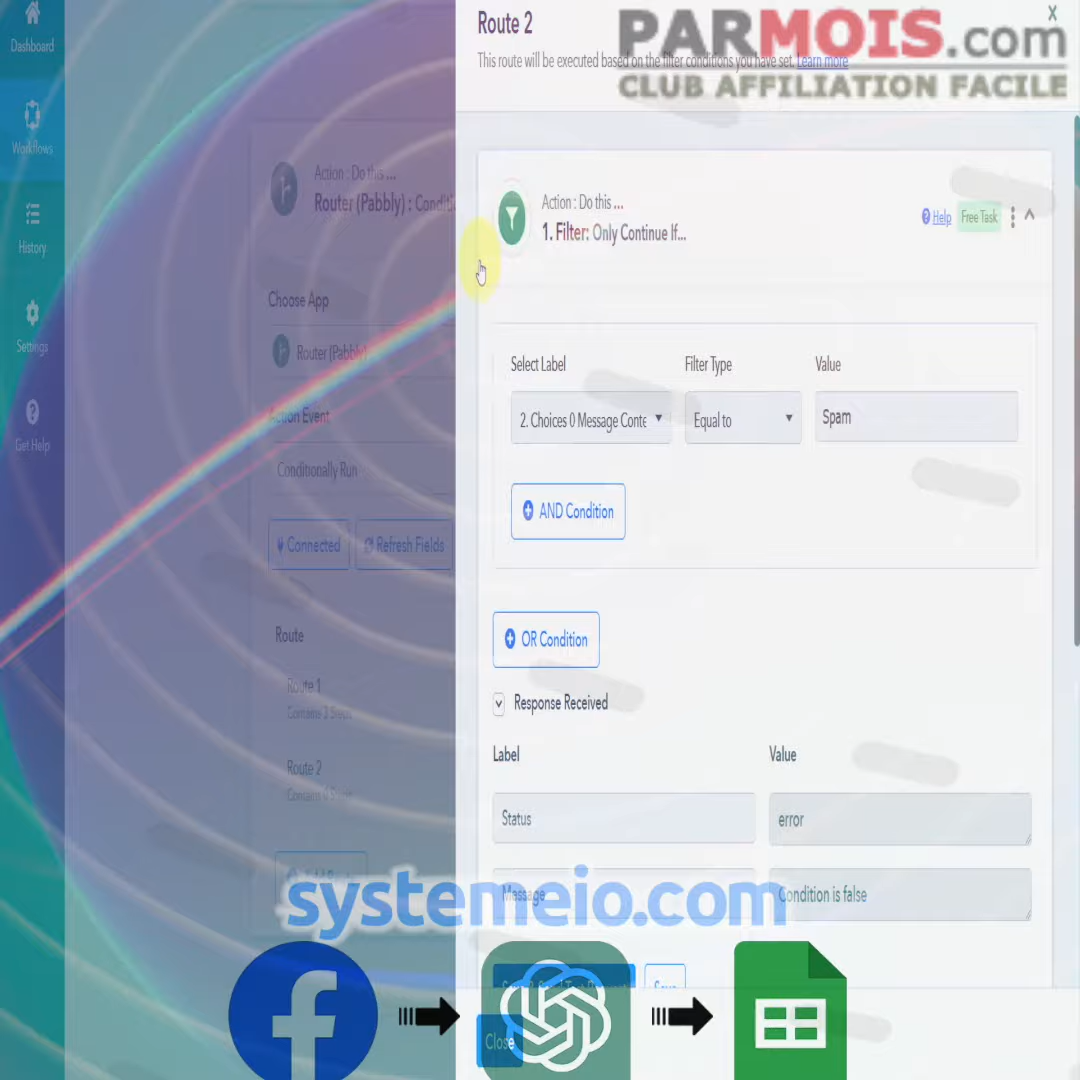 Dashboard
Workflows
History
Settings
Get Help
Action : Do this ...
Router (Pabbly) :
Choose App
Router (Pabbly)
Action Event
Conditionally Run
Connected
Refresh Fields
Route
Route 1
Contains 3 Steps
Route 2
Route 2
X
This route will be executed based on the filter conditions you have set. Learn more
PARMOIS.com
CLUB AFFILIATION FACILE
Action : Do this ...
1. Filter: Only Continue If...
Help
Free Task
Select Label
Filter Type
Value
2. Choices 0 Message Conte
Equal to
Spam
AND Condition
OR Condition
Response Received
Label
Value
Status
error
Message
Condition is false
systemeio.com
Save
Close